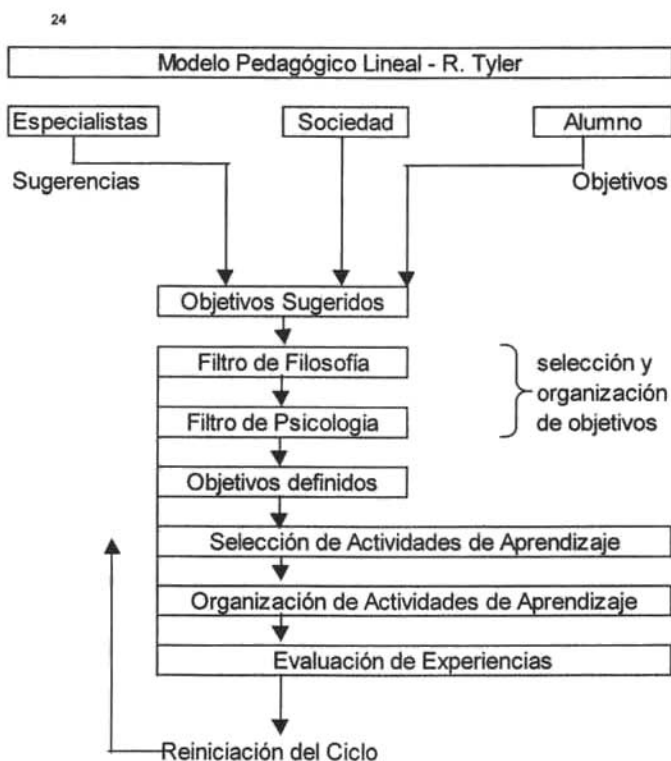 24
Modelo Pedagógico Lineal - R. Tyler
Especialistas
Sociedad
Alumno
Sugerencias
Objetivos
Objetivos Sugeridos
Filtro de Filosofía
Filtro de Psicologia
selección y
organización
de objetivos
Objetivos definidos
Selección de Actividades de Aprendizaje
Organización de Actividades de Aprendizaje
Evaluación de Experiencias
Reiniciación del Ciclo